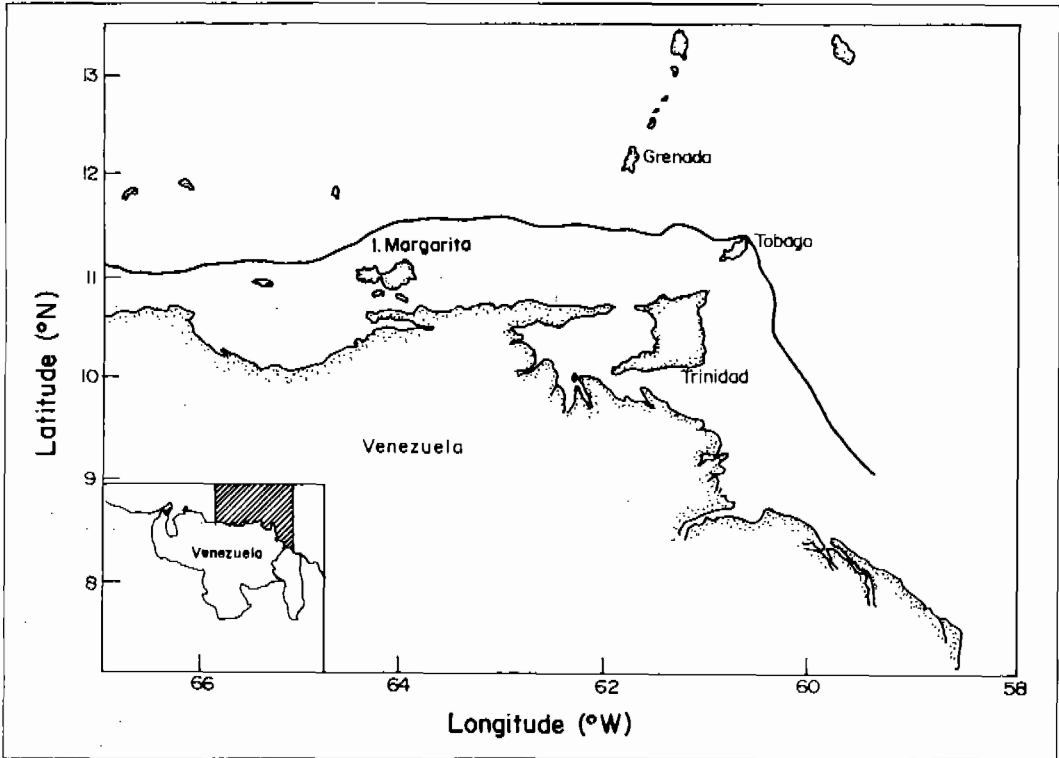 13
12
11
10
9
8
Latitude (°N)
Grenada
I. Margarita
Tobago
Trinidad
Venezuela
Venezuela
66
64
62
60
58
Longitude (°W)